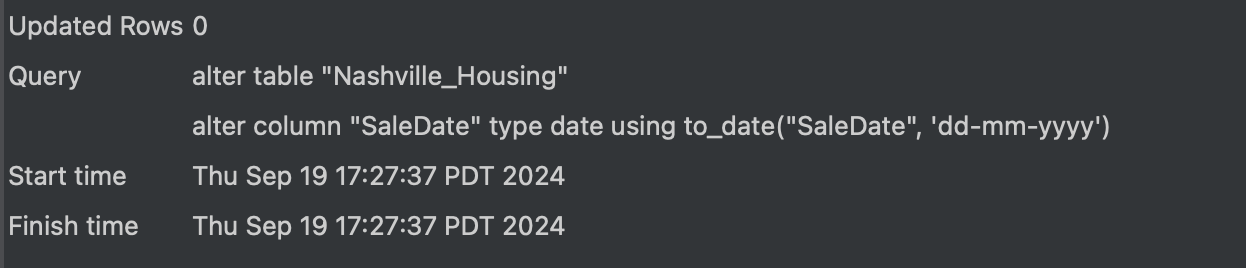 Updated Rows 0
Query alter table "Nashville_Housing"
alter column "SaleDate" type date using to_date("SaleDate", 'dd-mm-yyyy')
Start time Thu Sep 19 17:27:37 PDT 2024
Finish time Thu Sep 19 17:27:37 PDT 2024